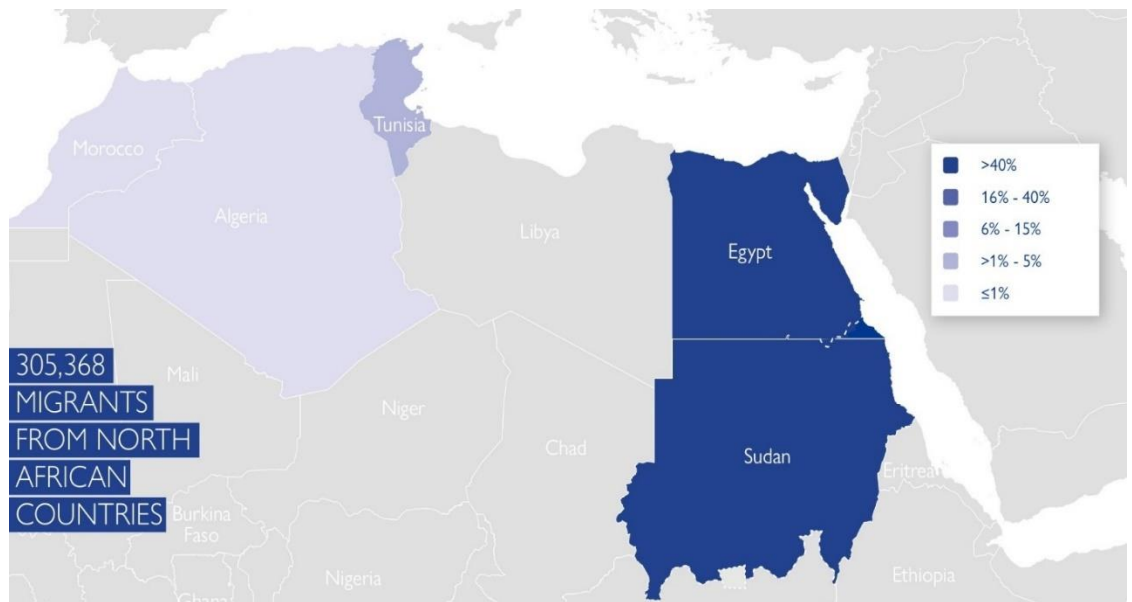 Morocco
Algeria
Tunisia
Libya
Egypt
>40%
16% - 40%
6% - 15%
>1% - 5%
≤1%
305,368
MIGRANTS
FROM NORTH
AFRICAN
COUNTRIES
Mali
Niger
Chad
Sudan
Eritrea
Burkina
Faso
Nigeria
Ethiopia
Ghana